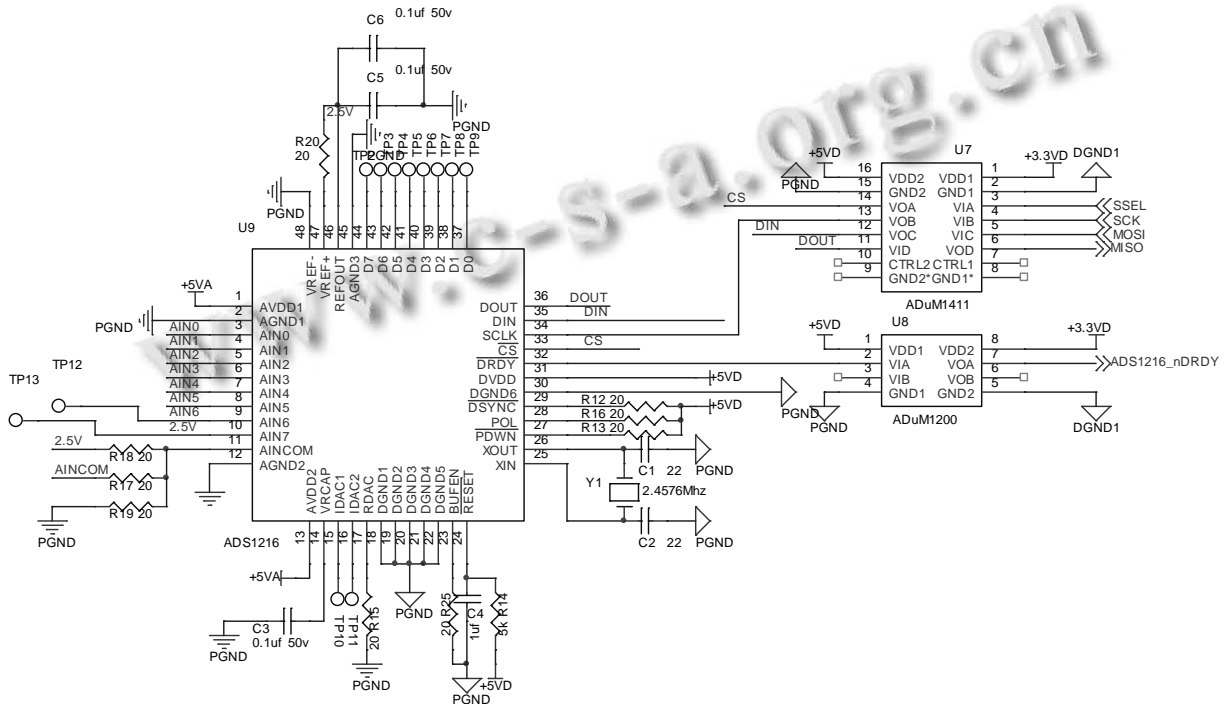 C6
0.1uf 50v
C5
0.1uf 50v
2.5V
PGND
R20
20
PGND
TP3
TP4
TP5
TP6
TP7
TP8
TP9
PGND
U9
48
47
46
45
44
43
42
41
40
39
38
37
VREF-
VREF+
REFOUT
AGND3
D7
D6
D5
D4
D3
D2
D1
D0
+5VA
PGND
AIN0
AIN1
AIN2
AIN3
AIN4
AIN5
AIN6
2.5V
TP12
TP13
2.5V
R18 20
AINCOM
R17 20
R19 20
PGND
1
2
3
4
5
6
7
8
9
10
11
12
AVDD1
AGND1
AIN0
AIN1
AIN2
AIN3
AIN4
AIN5
AIN6
AIN7
AINCOM
AGND2
DOUT
DIN
SCLK
CS
DRDY
DVDD
DGND6
DSYNC
POL
PDWN
XOUT
XIN
36
35
34
33
32
31
30
29
28
27
26
25
DOUT
DIN
CS
+5VD
PGND
R12 20
R16 20
R13 20
+5VD
C1 22
PGND
Y1
2.4576Mhz
C2 22
PGND
AVDD2
VRCAP
IDAC1
IDAC2
RDAC
DGND1
DGND2
DGND3
DGND4
DGND5
BUFEN
RESET
ADS1216
13
14
15
16
17
18
19
20
21
22
23
24
+5VA
C3
0.1uf 50v
PGND
TP10
TP11
20 R15
PGND
PGND
20 R25
C4
1uf
5k R14
PGND
+5VD
U7
+5VD
PGND
+3.3VD
DGND1
CS
DIN
DOUT
16
15
14
13
12
11
10
9
VDD2
GND2
VOA
VOB
VOC
VID
CTRL2
GND2*
VDD1
GND1
VIA
VIB
VIC
VOD
CTRL1
GND1*
1
2
3
4
5
6
7
8
SSEL
SCK
MOSI
MISO
ADuM1411
U8
+5VD
PGND
1
2
3
4
VDD1
VIA
VIB
GND1
VDD2
VOA
VOB
GND2
8
7
6
5
+3.3VD
ADS1216_nDRDY
DGND1
ADuM1200
www.c-s-a.org.cn